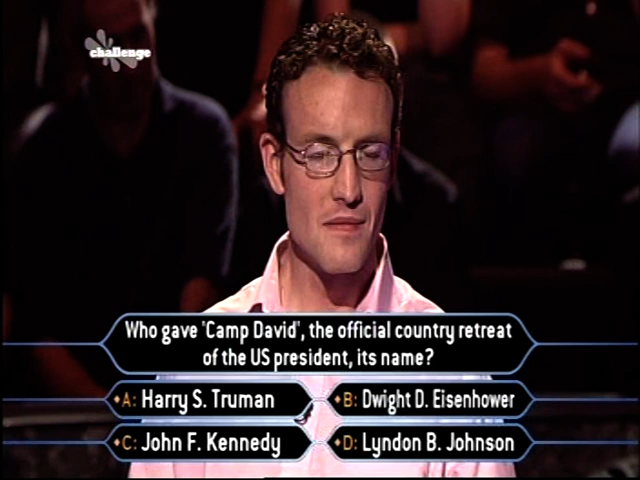 challenge
Who gave 'Camp David', the official country retreat
of the US president, its name?
A: Harry S. Truman
B: Dwight D. Eisenhower
C: John F. Kennedy
D: Lyndon B. Johnson